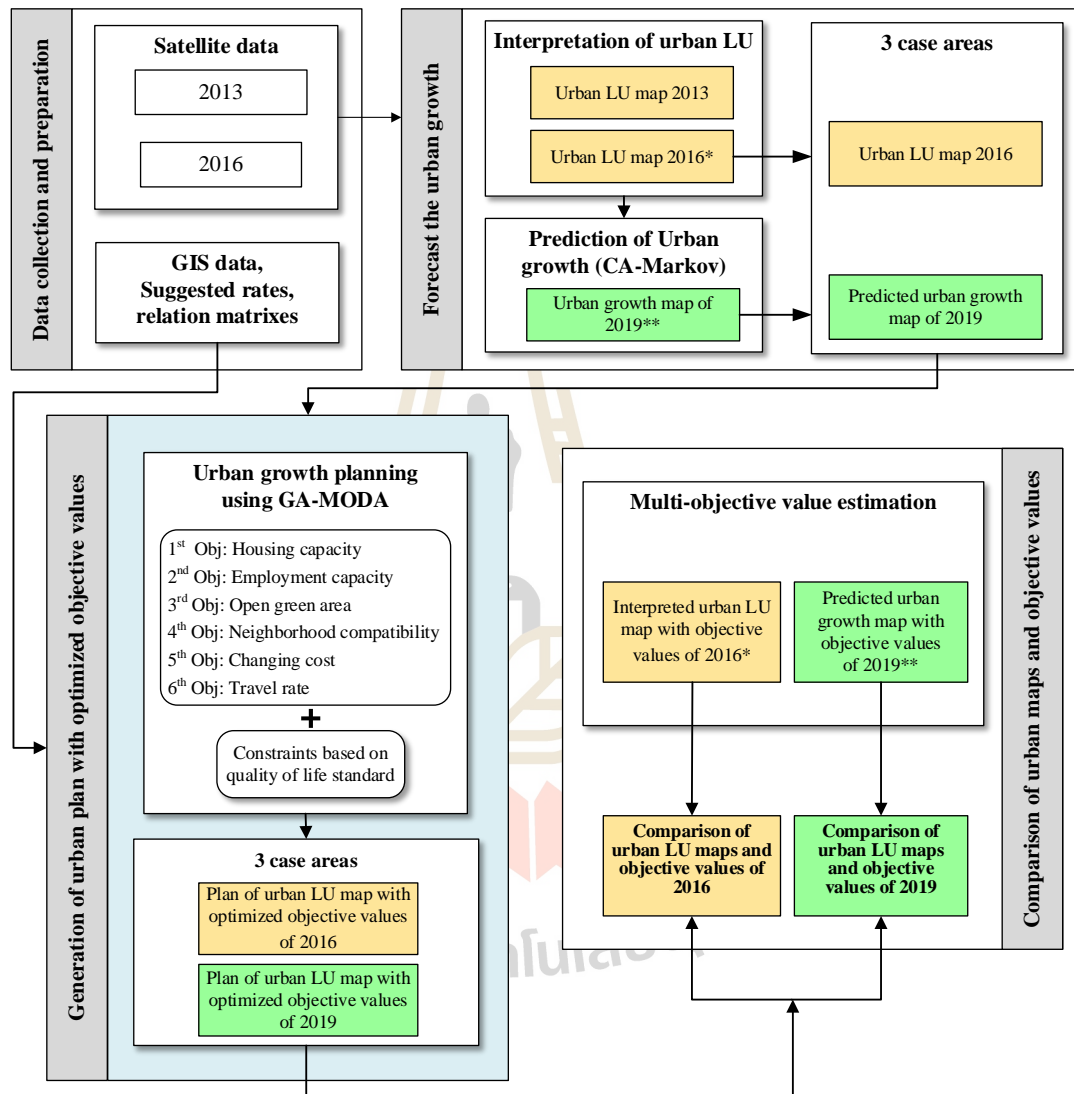 Data collection and preparation
Satellite data
2013
2016
GIS data,
Suggested rates,
relation matrixes
Forecast the urban growth
Interpretation of urban LU
Urban LU map 2013
Urban LU map 2016*
Prediction of Urban
growth (CA-Markov)
Urban growth map of
2019**
3 case areas
Urban LU map 2016
Predicted urban growth
map of 2019
Generation of urban plan with optimized objective values
Urban growth planning
using GA-MODA
1st Obj: Housing capacity
2nd Obj: Employment capacity
3rd Obj: Open green area
4th Obj: Neighborhood compatibility
5th Obj: Changing cost
6th Obj: Travel rate
+
Constraints based on
quality of life standard
3 case areas
Plan of urban LU map with
optimized objective values
of 2016
Plan of urban LU map with
optimized objective values
of 2019
Multi-objective value estimation
Interpreted urban LU
map with objective
values of 2016*
Predicted urban
growth map with
objective values
of 2019**
Comparison of
urban LU maps and
objective values of
2016
Comparison of
urban LU maps
and objective
values of 2019
Comparison of urban maps and objective values